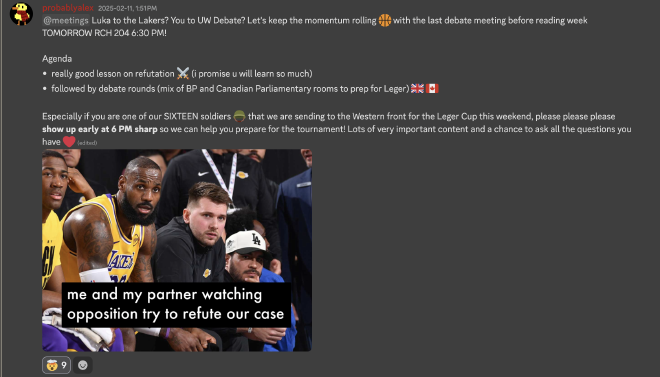 probablyalex 2025-02-11, 1:51 PM
@meetings Luka to the Lakers? You to UW Debate? Let's keep the momentum rolling 🏀 with the last debate meeting before reading week
TOMORROW RCH 204 6:30 PM!
Agenda
• really good lesson on refutation ⚔️ (i promise u will learn so much)
• followed by debate rounds (mix of BP and Canadian Parliamentary rooms to prep for Leger) 🇬🇧 🇨🇦
Especially if you are one of our SIXTEEN soldiers 🪖 that we are sending to the Western front for the Leger Cup this weekend, please please please
show up early at 6 PM sharp so we can help you prepare for the tournament! Lots of very important content and a chance to ask all the questions you
have ❤️ (edited)
LA
LAKERS
me and my partner watching
opposition try to refute our case
🤯 9